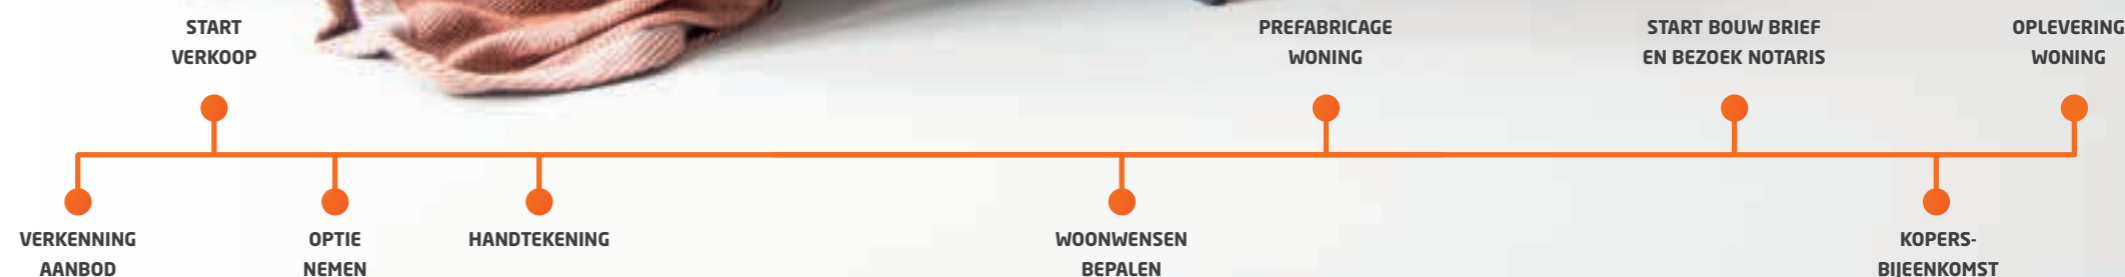 START
VERKOOP
PREFABRICAGE
WONING
START BOUW BRIEF
EN BEZOEK NOTARIS
OPLEVERING
WONING
VERKENNING
AANBOD
OPTIE
NEMEN
HANDTEKENING
WOONWENSEN
BEPALEN
KOPERS-
BIJEENKOMST